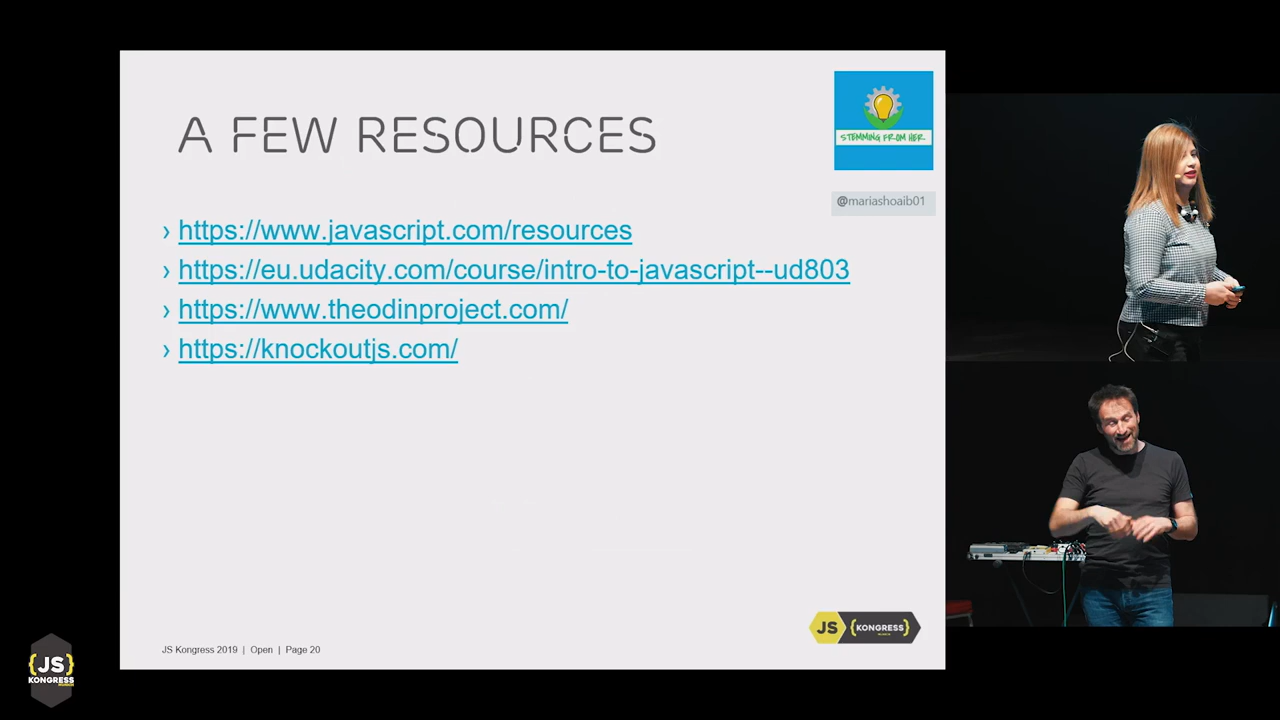 A FEW RESOURCES
STEMMING FROM HER
@mariashoaib01
› https://www.javascript.com/resources
› https://eu.udacity.com/course/intro-to-javascript--ud803
› https://www.theodinproject.com/
› https://knockoutjs.com/
JS {KONGRESS}
JS Kongress 2019 | Open | Page 20
{JS}
KONGRESS